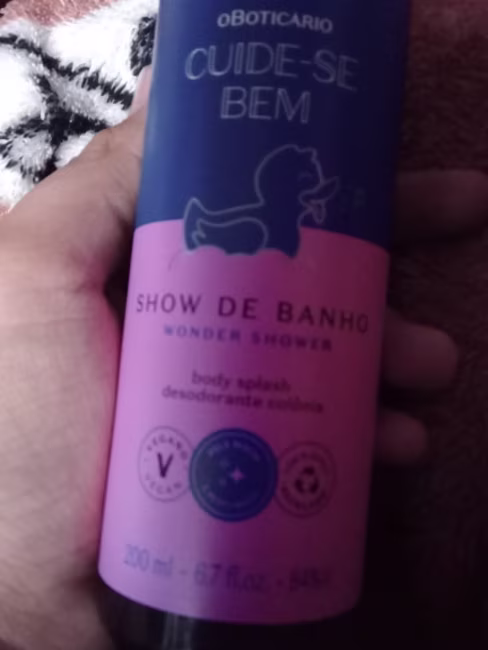 oBOTICÁRIO
CUIDE-SE
BEM
SHOW DE BANHO
WONDER SHOWER
body splash
desodorante colônia
VEGANO
V
VEGAN
200 ml - 6.7 fl.oz. -